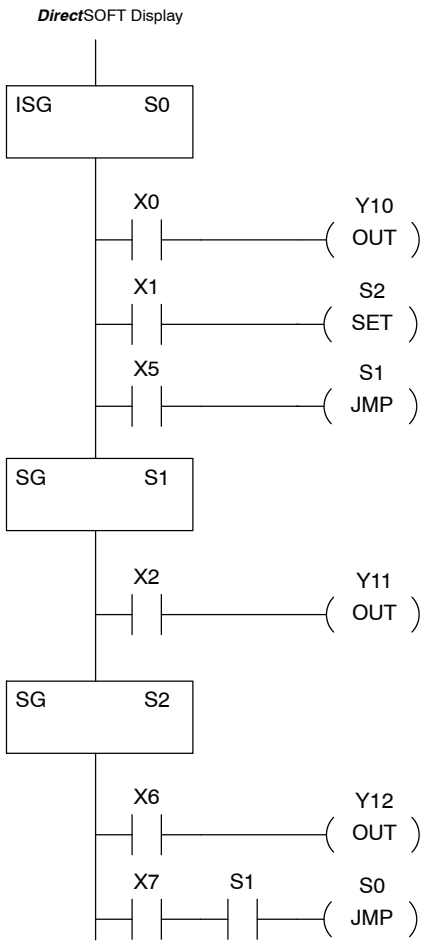 DirectSOFT Display
ISG S0
X0 Y10
OUT
X1 S2
SET
X5 S1
JMP
SG S1
X2 Y11
OUT
SG S2
X6 Y12
OUT
X7 S1 S0
JMP